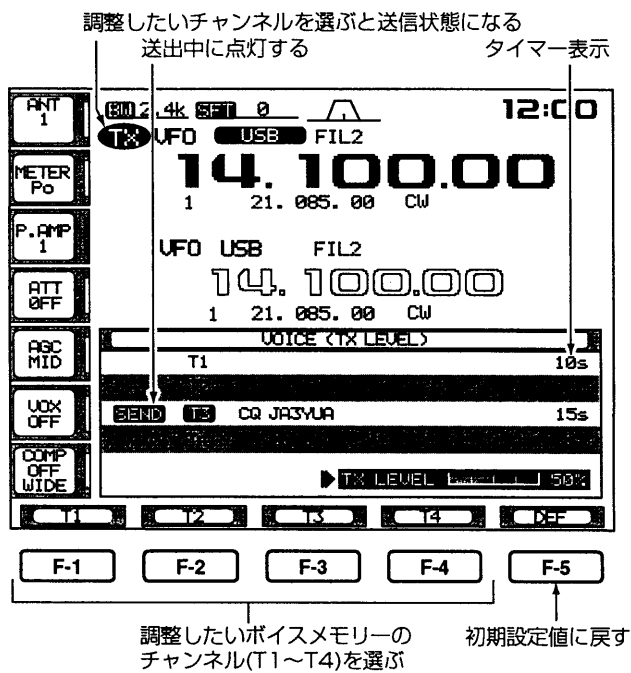 調整したいチャンネルを選ぶと送信状態になる
送出中に点灯する
タイマー表示
ANT
1
BW 2.4k SFT 0
12:00
TX VFO USB FIL2
METER
Po
14.100.00
1 21.085.00 CW
P.AMP
1
VFO USB FIL2
ATT
OFF
14.100.00
1 21.085.00 CW
AGC
MID
VOICE (TX LEVEL)
T1 10s
VOX
OFF
SEND T3 CQ JA3YUA 15s
COMP
OFF
WIDE
TX LEVEL 50%
T1 T2 T3 T4 DEF
F-1 F-2 F-3 F-4 F-5
調整したいボイスメモリーの
チャンネル(T1～T4)を選ぶ
初期設定値に戻す